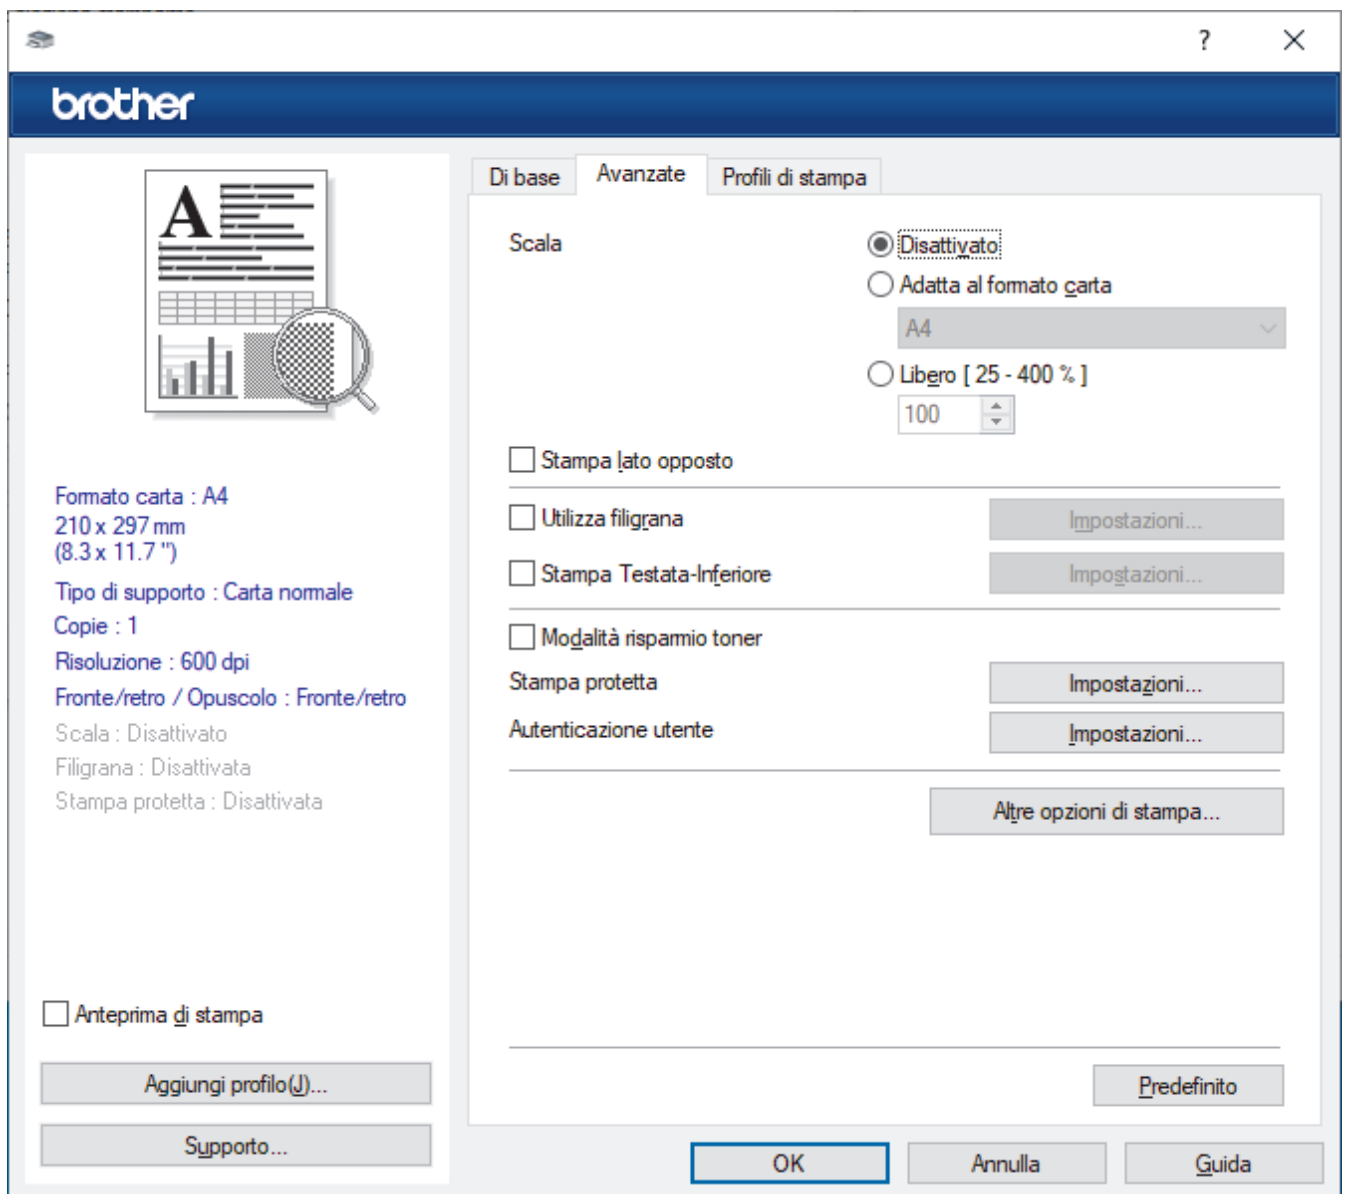 ?
brother
Di base
Avanzate
Profili di stampa
A
Formato carta : A4
210 x 297 mm
(8.3 x 11.7 ")
Tipo di supporto : Carta normale
Copie : 1
Risoluzione : 600 dpi
Fronte/retro / Opuscolo : Fronte/retro
Scala : Disattivato
Filigrana : Disattivata
Stampa protetta : Disattivata
Anteprima di stampa
Aggiungi profilo(J)...
Supporto...
Scala
Disattivato
Adatta al formato carta
A4
Libero [ 25 - 400 % ]
100
Stampa lato opposto
Utilizza filigrana
Impostazioni...
Stampa Testata-Inferiore
Impostazioni...
Modalità risparmio toner
Stampa protetta
Impostazioni...
Autenticazione utente
Impostazioni...
Altre opzioni di stampa...
Predefinito
OK
Annulla
Guida